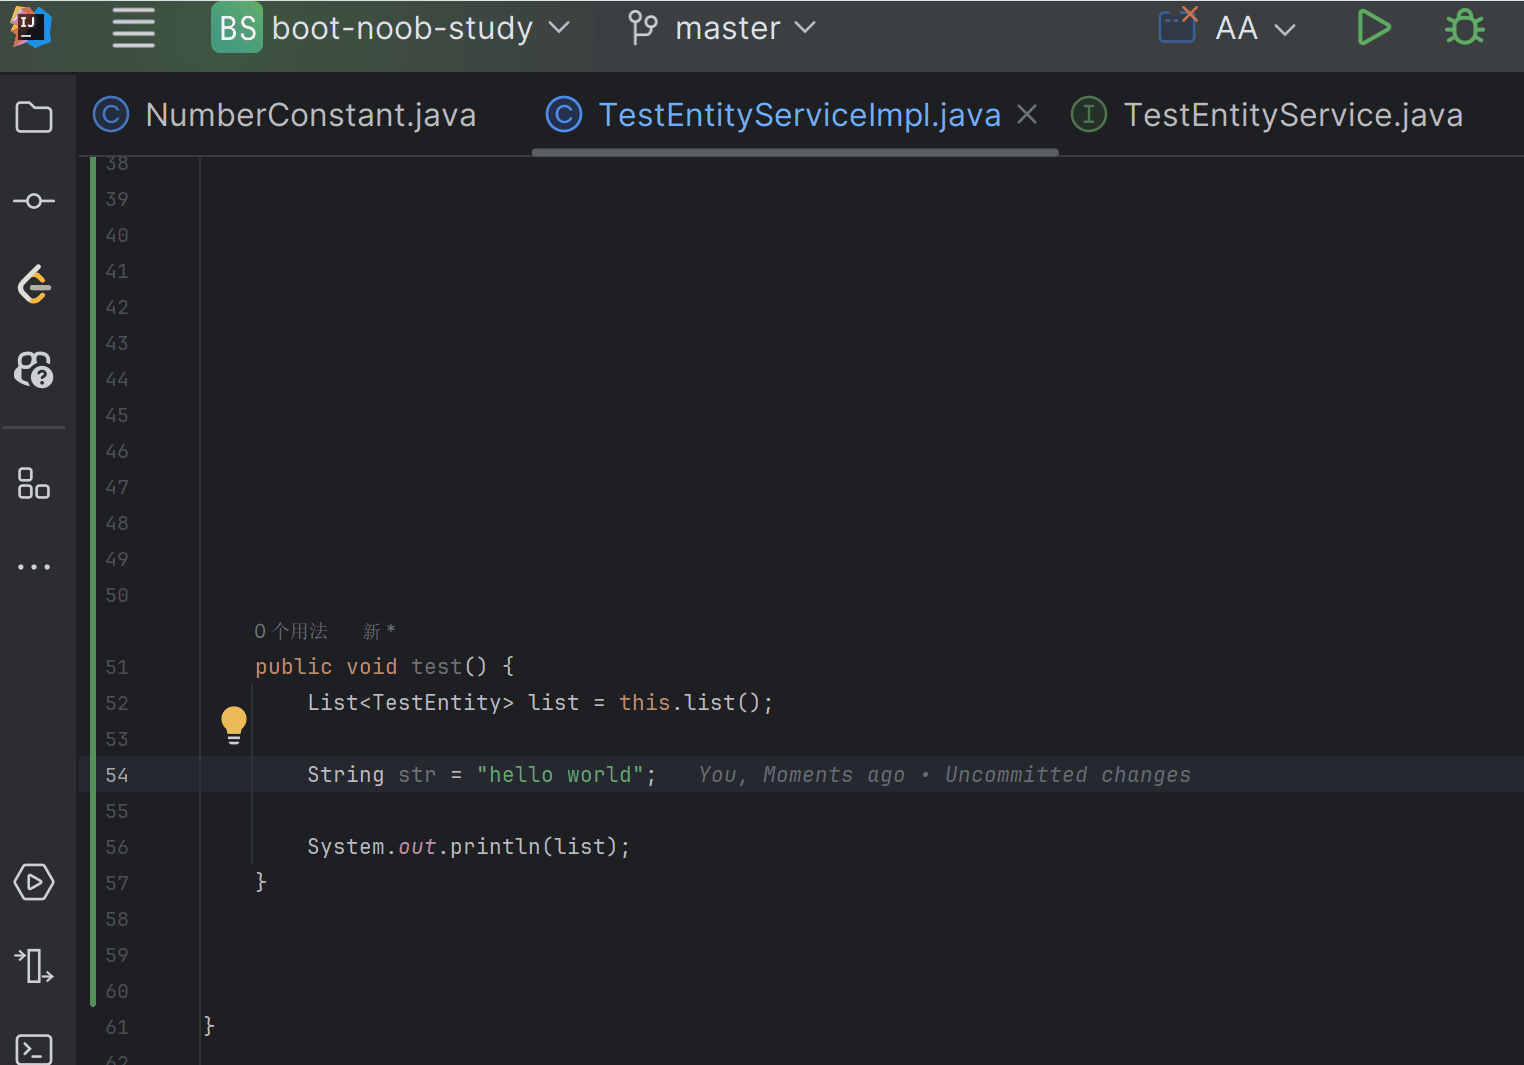 IJ
BS boot-noob-study master AA
NumberConstant.java TestEntityServiceImpl.java TestEntityService.java
38
39
40
41
42
43
44
45
46
47
48
49
50
0 个用法 新 *
51 public void test() {
52 List<TestEntity> list = this.list();
53
54 String str = "hello world"; You, Moments ago • Uncommitted changes
55
56 System.out.println(list);
57 }
58
59
60
61 }
62